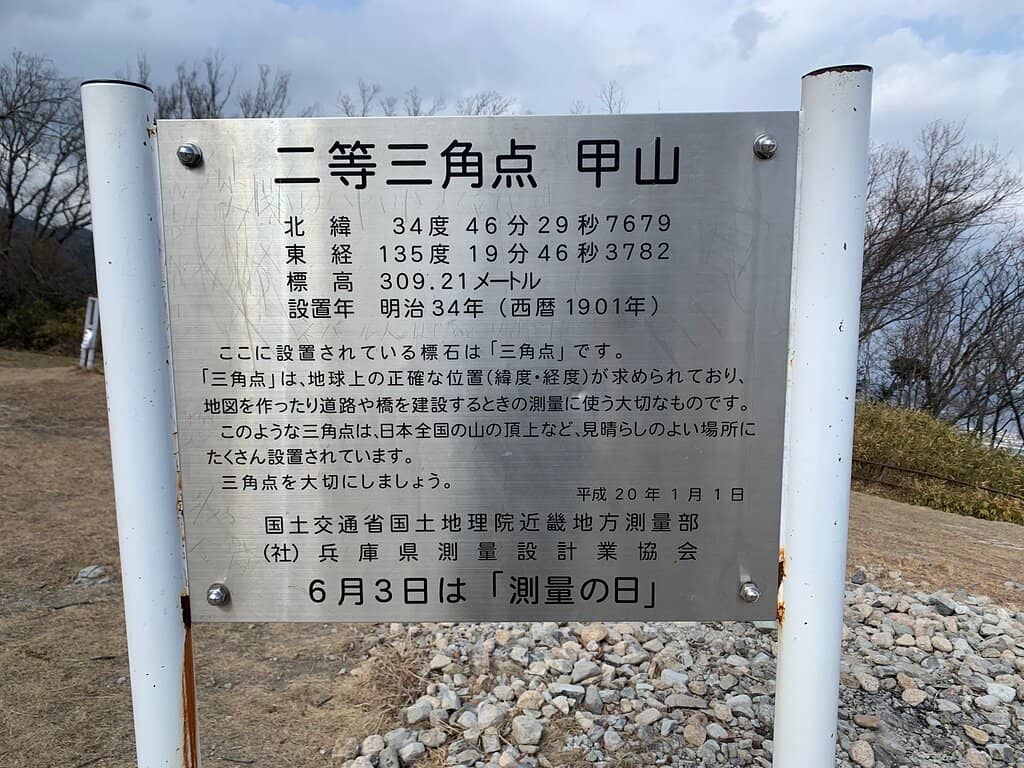 二等三角点 甲山
北緯 34度 46分 29秒7679
東経 135度 19分 46秒3782
標高 309.21メートル
設置年 明治34年（西暦1901年）
ここに設置されている標石は「三角点」です。
「三角点」は、地球上の正確な位置(緯度・経度)が求められており、
地図を作ったり道路や橋を建設するときの測量に使う大切なものです。
このような三角点は、日本全国の山の頂上など、見晴らしのよい場所に
たくさん設置されています。
三角点を大切にしましょう。
平成20年1月1日
国土交通省国土地理院近畿地方測量部
(社) 兵庫県測量設計業協会
6月3日は「測量の日」